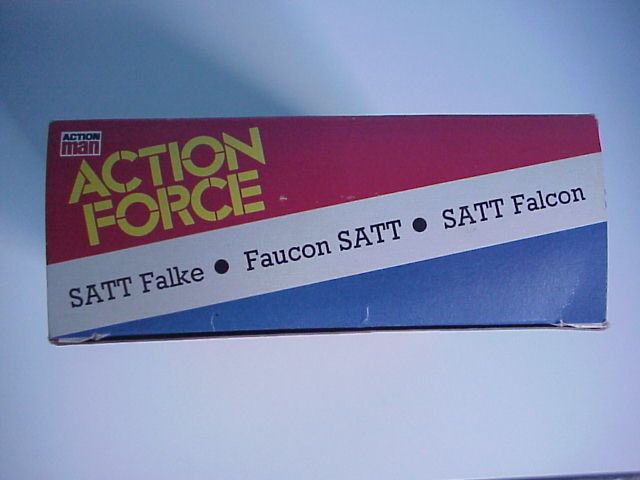 ACTION
man
ACTION
FORCE
SATT Falke ● Faucon SATT ● SATT Falcon